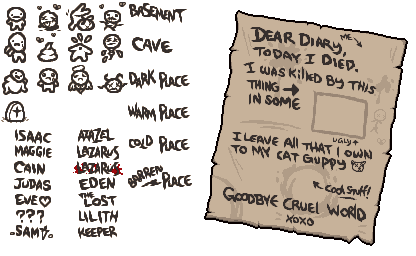 BASEMENT
CAVE
DARK PLACE
WARM PLACE
COLD PLACE
BARREN PLACE
ISAAC
MAGGIE
CAIN
JUDAS
EVE
???
SAM
AZAZEL
LAZARUS
LAZARUS
EDEN
THE LOST
LILITH
KEEPER
DEAR DIARY,
ME
TODAY I DIED.
I WAS KILLED BY THIS
THING
IN SOME
UGLY
I LEAVE ALL THAT I OWN
TO MY CAT GUPPY
COOL STUFF!
GOODBYE CRUEL WORLD
XOXO